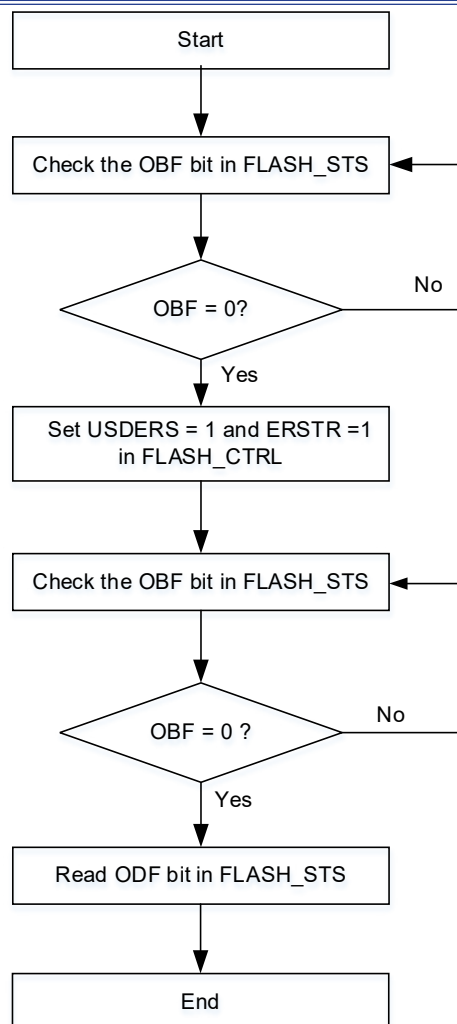 Start
Check the OBF bit in FLASH_STS
OBF = 0?
No
Yes
Set USDERS = 1 and ERSTR =1
in FLASH_CTRL
Check the OBF bit in FLASH_STS
OBF = 0 ?
No
Yes
Read ODF bit in FLASH_STS
End